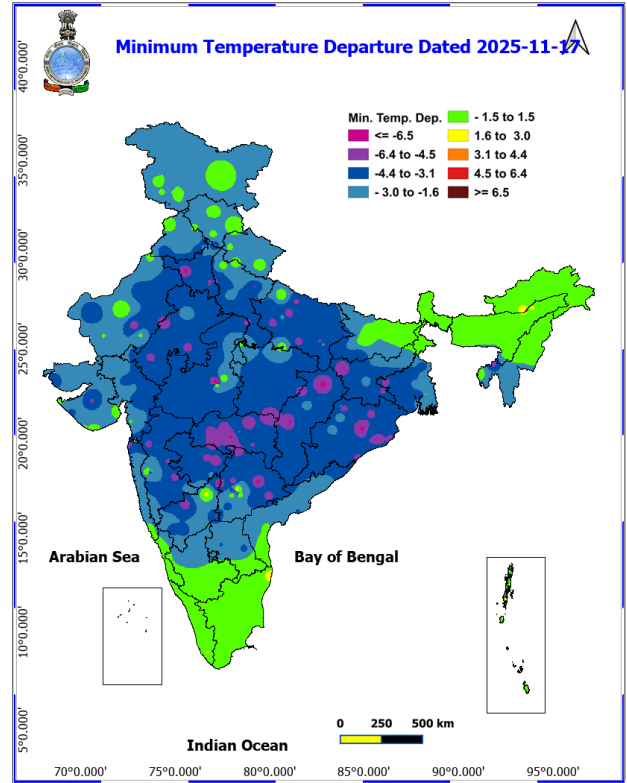 Minimum Temperature Departure Dated 2025-11-17
Min. Temp. Dep.
<= -6.5
-6.4 to -4.5
-4.4 to -3.1
- 3.0 to -1.6
- 1.5 to 1.5
1.6 to 3.0
3.1 to 4.4
4.5 to 6.4
>= 6.5
40°0.000'
35°0.000'
30°0.000'
25°0.000'
20°0.000'
15°0.000'
10°0.000'
5°0.000'
Arabian Sea
Bay of Bengal
0 250 500 km
Indian Ocean
70°0.000' 75°0.000' 80°0.000' 85°0.000' 90°0.000' 95°0.000'